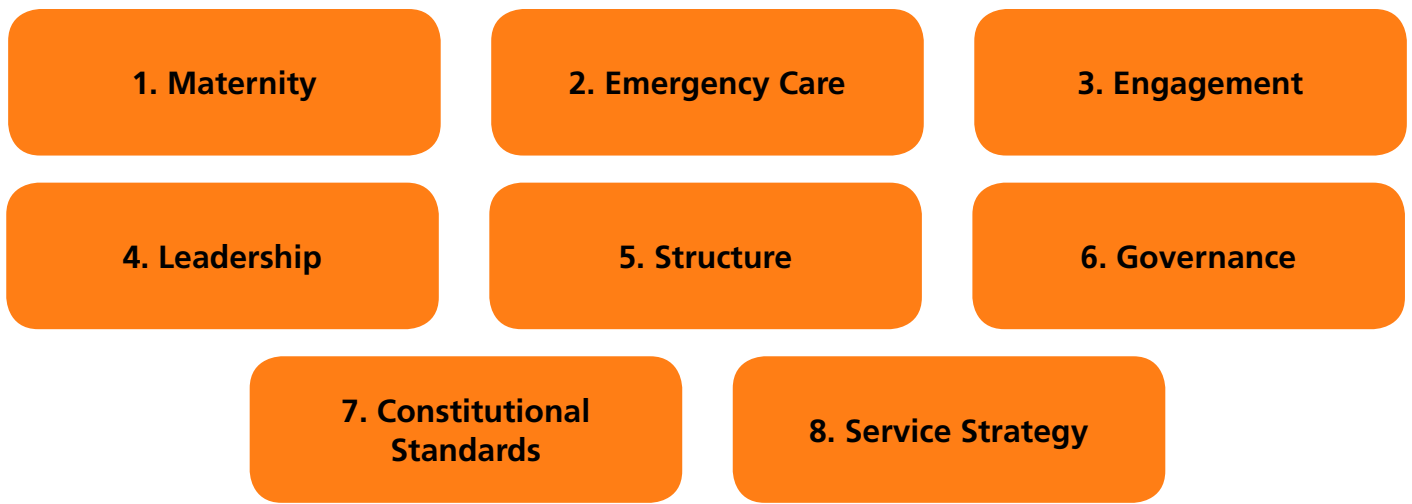 1. Maternity
2. Emergency Care
3. Engagement
4. Leadership
5. Structure
6. Governance
7. Constitutional
Standards
8. Service Strategy